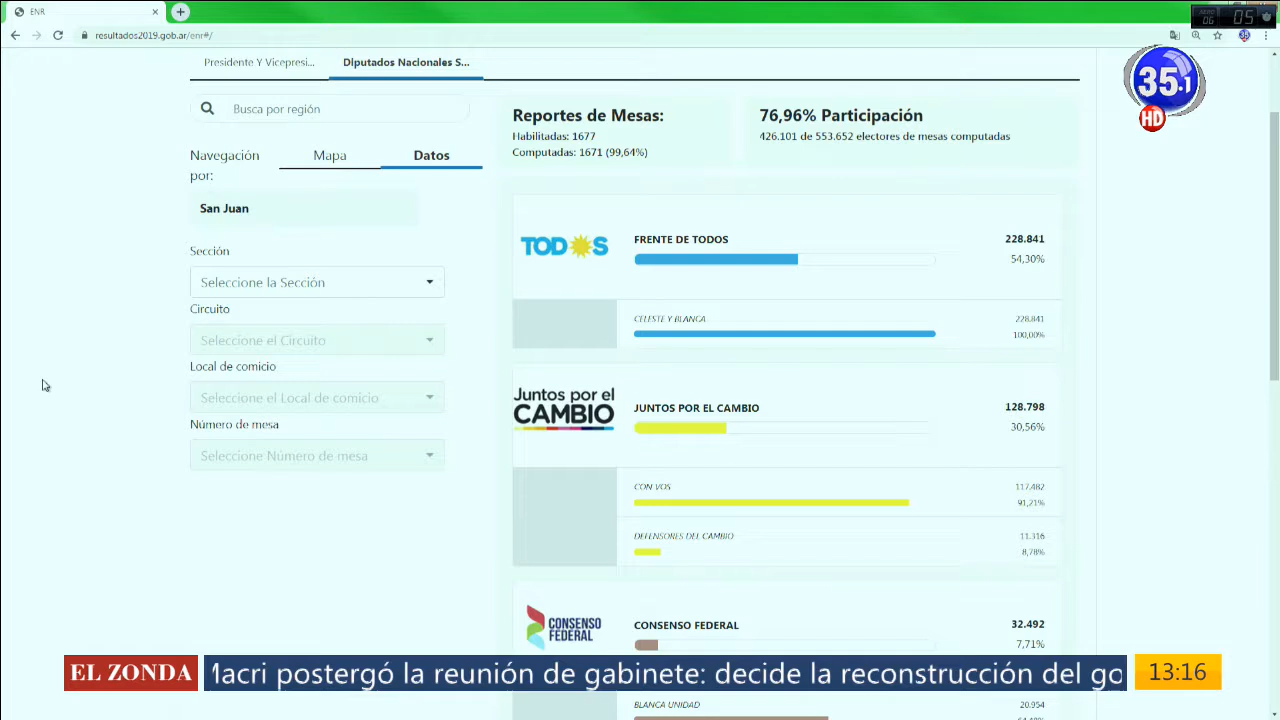 ENR
resultados2019.gob.ar/enr#/
05
06
35.1
HD
Presidente Y Vicepresi...
Diputados Nacionales S...
Busca por región
Reportes de Mesas:
Habilitadas: 1677
Computadas: 1671 (99,64%)
76,96% Participación
426.101 de 553.652 electores de mesas computadas
Navegación por:
Mapa
Datos
San Juan
Sección
Seleccione la Sección
Circuito
Seleccione el Circuito
Local de comicio
Seleccione el Local de comicio
Número de mesa
Seleccione Número de mesa
TODOS
FRENTE DE TODOS
228.841
54,30%
CELESTE Y BLANCA
228.841
100,00%
Juntos por el
CAMBIO
JUNTOS POR EL CAMBIO
128.798
30,56%
CON VOS
117.482
91,21%
DEFENSORES DEL CAMBIO
11.316
8,78%
CONSENSO
FEDERAL
CONSENSO FEDERAL
32.492
7,71%
BLANCA UNIDAD
20.954
EL ZONDA
Macri postergó la reunión de gabinete: decide la reconstrucción del go
13:16